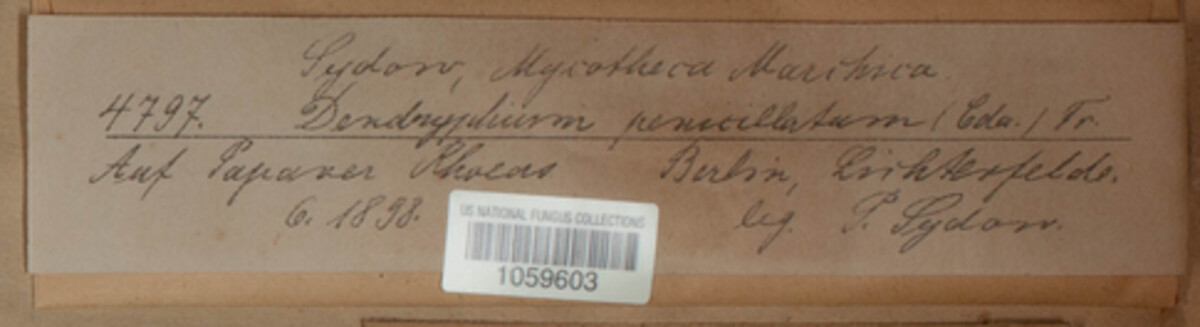 Sydow, Mycotheca Marchica.
4797. Dendryphium penicillatum (Cda.) Fr.
Auf Papaver Rhoeas Berlin, Lichterfelde.
6. 1898. leg. P. Sydow.
US NATIONAL FUNGUS COLLECTIONS
1059603